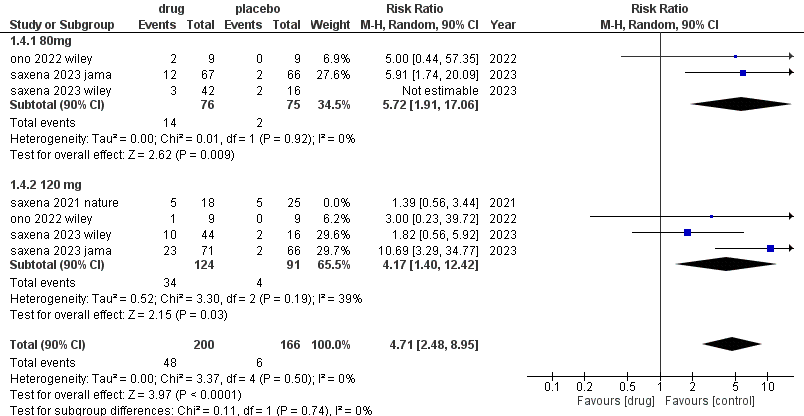 drug placebo Risk Ratio Risk Ratio
Study or Subgroup Events Total Events Total Weight M-H, Random, 90% CI Year M-H, Random, 90% CI
1.4.1 80mg
ono 2022 wiley 2 9 0 9 6.9% 5.00 [0.44, 57.35] 2022
saxena 2023 jama 12 67 2 66 27.6% 5.91 [1.74, 20.09] 2023
saxena 2023 wiley 3 42 2 16 Not estimable 2023
Subtotal (90% CI) 76 75 34.5% 5.72 [1.91, 17.06]
Total events 14 2
Heterogeneity: Tau² = 0.00; Chi² = 0.01, df = 1 (P = 0.92); I² = 0%
Test for overall effect: Z = 2.62 (P = 0.009)
1.4.2 120 mg
saxena 2021 nature 5 18 5 25 0.0% 1.39 [0.56, 3.44] 2021
ono 2022 wiley 1 9 0 9 6.2% 3.00 [0.23, 39.72] 2022
saxena 2023 wiley 10 44 2 16 29.6% 1.82 [0.56, 5.92] 2023
saxena 2023 jama 23 71 2 66 29.7% 10.69 [3.29, 34.77] 2023
Subtotal (90% CI) 124 91 65.5% 4.17 [1.40, 12.42]
Total events 34 4
Heterogeneity: Tau² = 0.52; Chi² = 3.30, df = 2 (P = 0.19); I² = 39%
Test for overall effect: Z = 2.15 (P = 0.03)
Total (90% CI) 200 166 100.0% 4.71 [2.48, 8.95]
Total events 48 6
Heterogeneity: Tau² = 0.00; Chi² = 3.37, df = 4 (P = 0.50); I² = 0%
Test for overall effect: Z = 3.97 (P < 0.0001)
Test for subgroup differences: Chi² = 0.11, df = 1 (P = 0.74), I² = 0%
0.1 0.2 0.5 1 2 5 10
Favours [drug] Favours [control]